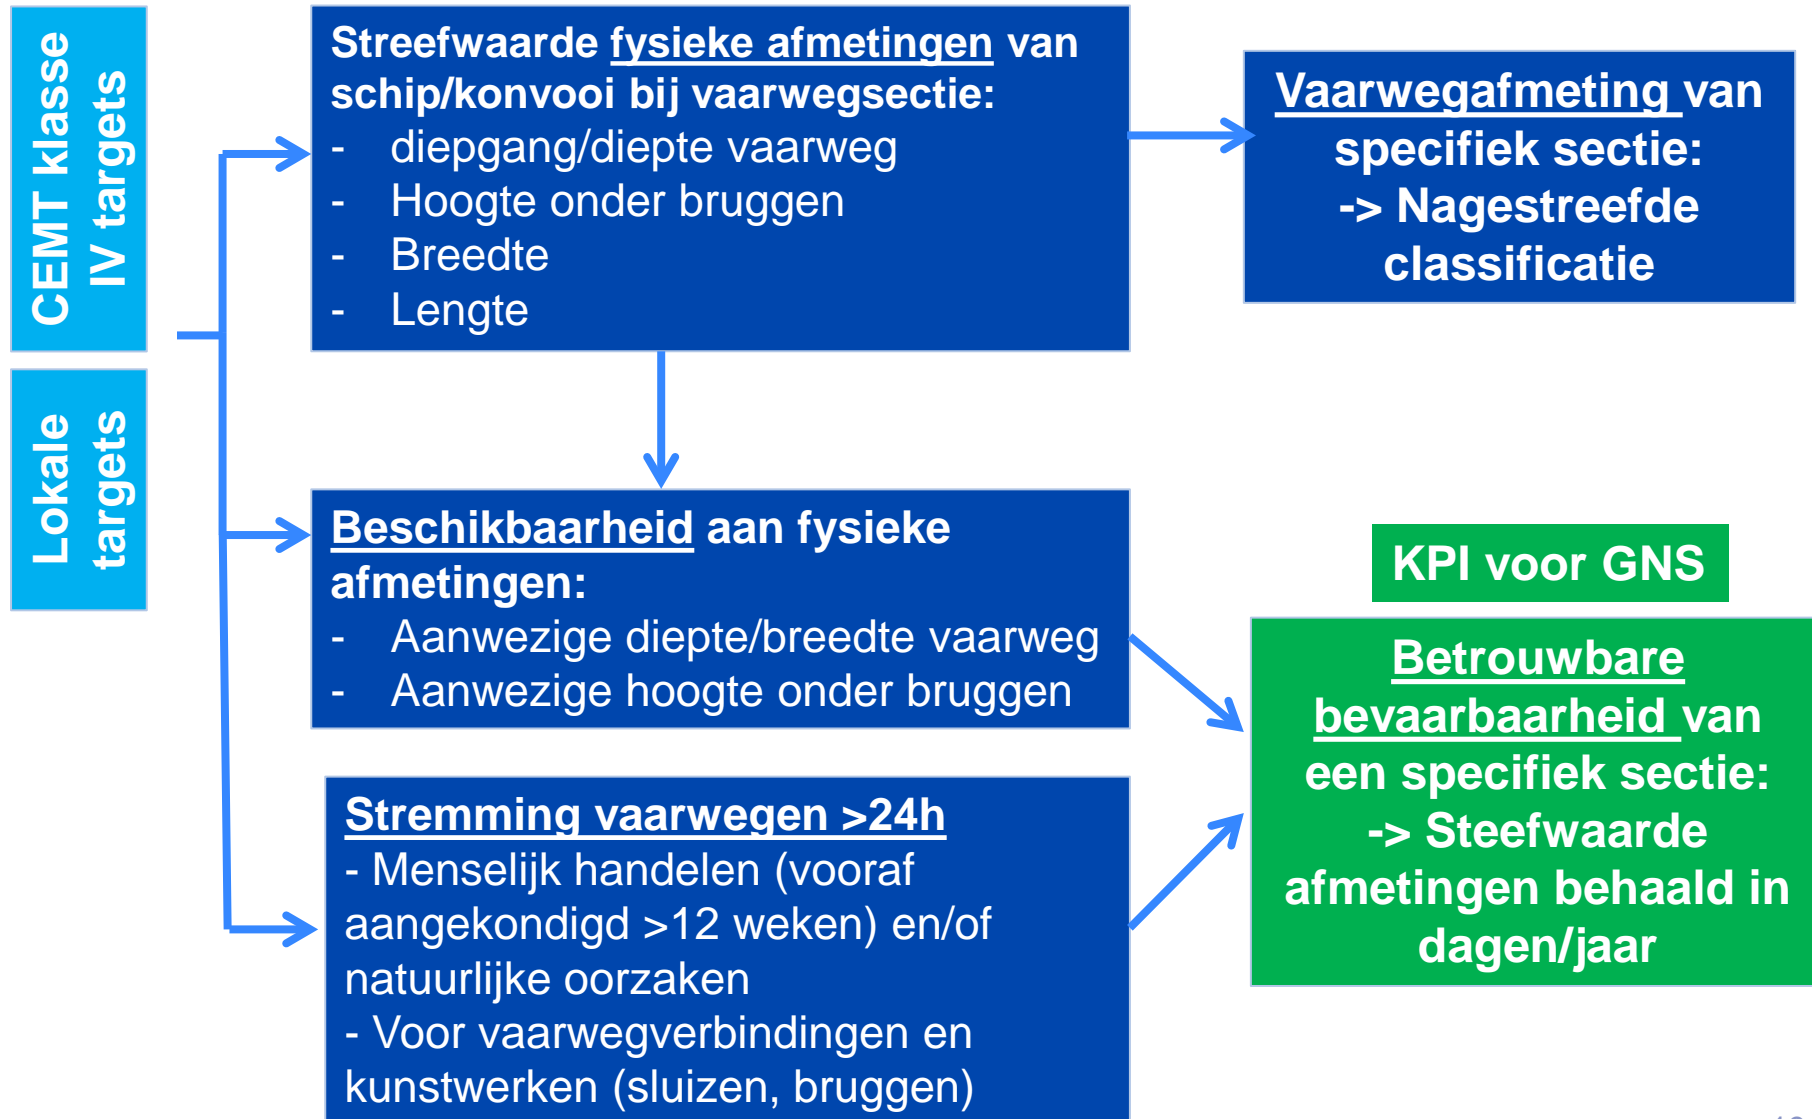 CEMT klasse
IV targets
Lokale
targets
Streefwaarde fysieke afmetingen van
schip/konvooi bij vaarwegsectie:
- diepgang/diepte vaarweg
- Hoogte onder bruggen
- Breedte
- Lengte
Vaarwegafmeting van
specifiek sectie:
-> Nagestreefde
classificatie
Beschikbaarheid aan fysieke
afmetingen:
- Aanwezige diepte/breedte vaarweg
- Aanwezige hoogte onder bruggen
Stremming vaarwegen >24h
- Menselijk handelen (vooraf
aangekondigd >12 weken) en/of
natuurlijke oorzaken
- Voor vaarwegverbindingen en
kunstwerken (sluizen, bruggen)
KPI voor GNS
Betrouwbare
bevaarbaarheid van
een specifiek sectie:
-> Steefwaarde
afmetingen behaald in
dagen/jaar